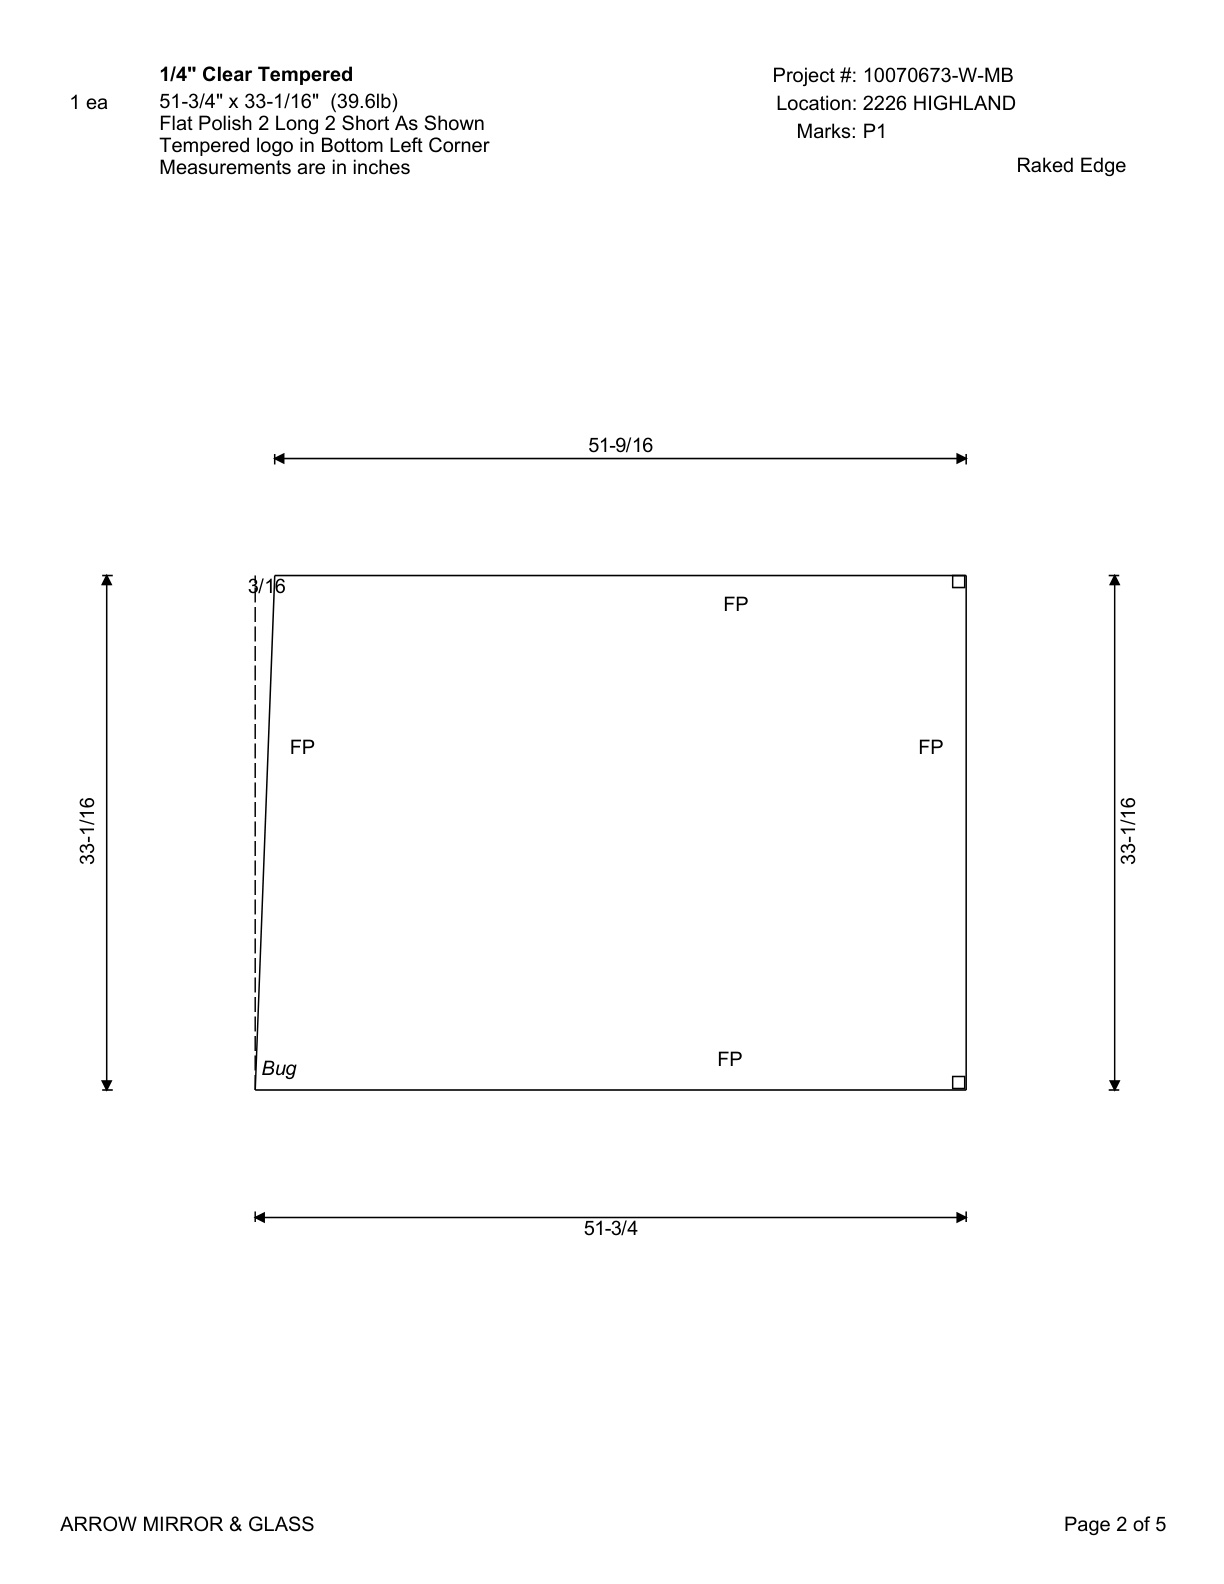 1/4" Clear Tempered
1 ea
51-3/4" x 33-1/16" (39.6lb)
Flat Polish 2 Long 2 Short As Shown
Tempered logo in Bottom Left Corner
Measurements are in inches
Project #: 10070673-W-MB
Location: 2226 HIGHLAND
Marks: P1
Raked Edge
51-9/16
3/16
FP
FP
FP
33-1/16
33-1/16
Bug
FP
51-3/4
ARROW MIRROR & GLASS
Page 2 of 5